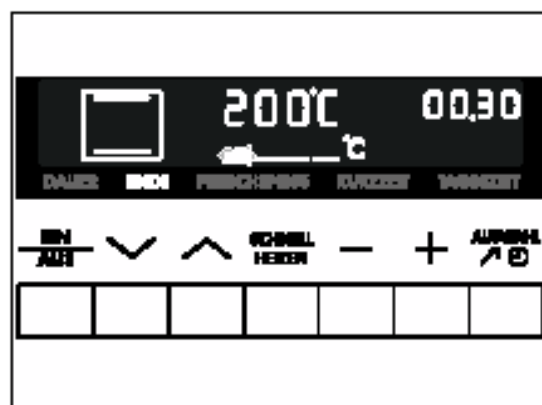 200°C 00.30
°C
DAUER ENDE KURZZEIT TAGESZEIT
EIN SCHNELL − + AUSWAHL
AUS HEIZEN